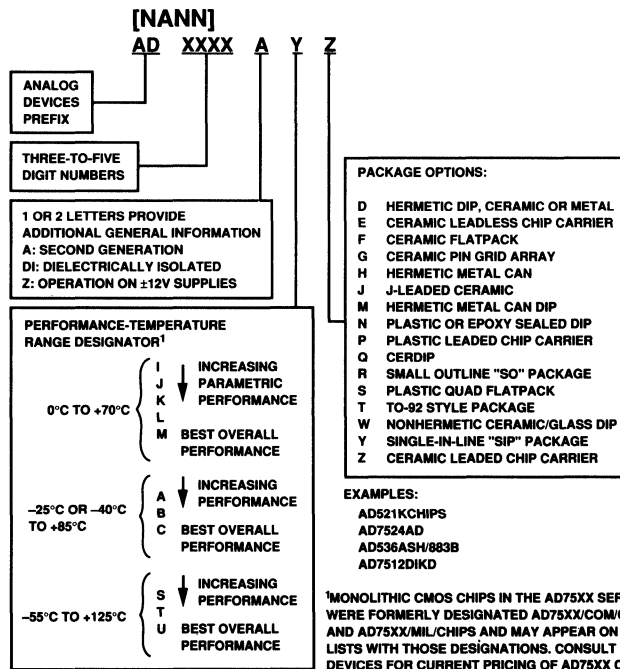 [NANN]
AD XXXX A Y Z
ANALOG
DEVICES
PREFIX
THREE-TO-FIVE
DIGIT NUMBERS
1 OR 2 LETTERS PROVIDE
ADDITIONAL GENERAL INFORMATION
A: SECOND GENERATION
DI: DIELECTRICALLY ISOLATED
Z: OPERATION ON ±12V SUPPLIES
PERFORMANCE-TEMPERATURE
RANGE DESIGNATOR¹
0°C TO +70°C
I INCREASING
J PARAMETRIC
K PERFORMANCE
L
M BEST OVERALL
PERFORMANCE
–25°C OR –40°C
TO +85°C
INCREASING
A PERFORMANCE
B
C BEST OVERALL
PERFORMANCE
–55°C TO +125°C
INCREASING
S PERFORMANCE
T
U BEST OVERALL
PERFORMANCE
PACKAGE OPTIONS:
D HERMETIC DIP, CERAMIC OR METAL
E CERAMIC LEADLESS CHIP CARRIER
F CERAMIC FLATPACK
G CERAMIC PIN GRID ARRAY
H HERMETIC METAL CAN
J J-LEADED CERAMIC
M HERMETIC METAL CAN DIP
N PLASTIC OR EPOXY SEALED DIP
P PLASTIC LEADED CHIP CARRIER
Q CERDIP
R SMALL OUTLINE "SO" PACKAGE
S PLASTIC QUAD FLATPACK
T TO-92 STYLE PACKAGE
W NONHERMETIC CERAMIC/GLASS DIP
Y SINGLE-IN-LINE "SIP" PACKAGE
Z CERAMIC LEADED CHIP CARRIER
EXAMPLES:
AD521KCHIPS
AD7524AD
AD536ASH/883B
AD7512DIKD
¹MONOLITHIC CMOS CHIPS IN THE AD75XX
WERE FORMERLY DESIGNATED
AND AD75XX/MIL/CHIPS AND MAY APPEAR ON
LISTS WITH THOSE DESIGNATIONS. CONSULT
DEVICES FOR CURRENT PRICING OF AD75XX